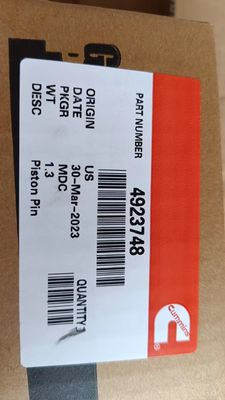 PART NUMBER
4923748
ORIGIN US
DATE 30-Mar-2023
PKGR MDC
WT 1.3
DESC Piston Pin
QUANTITY
Cummins